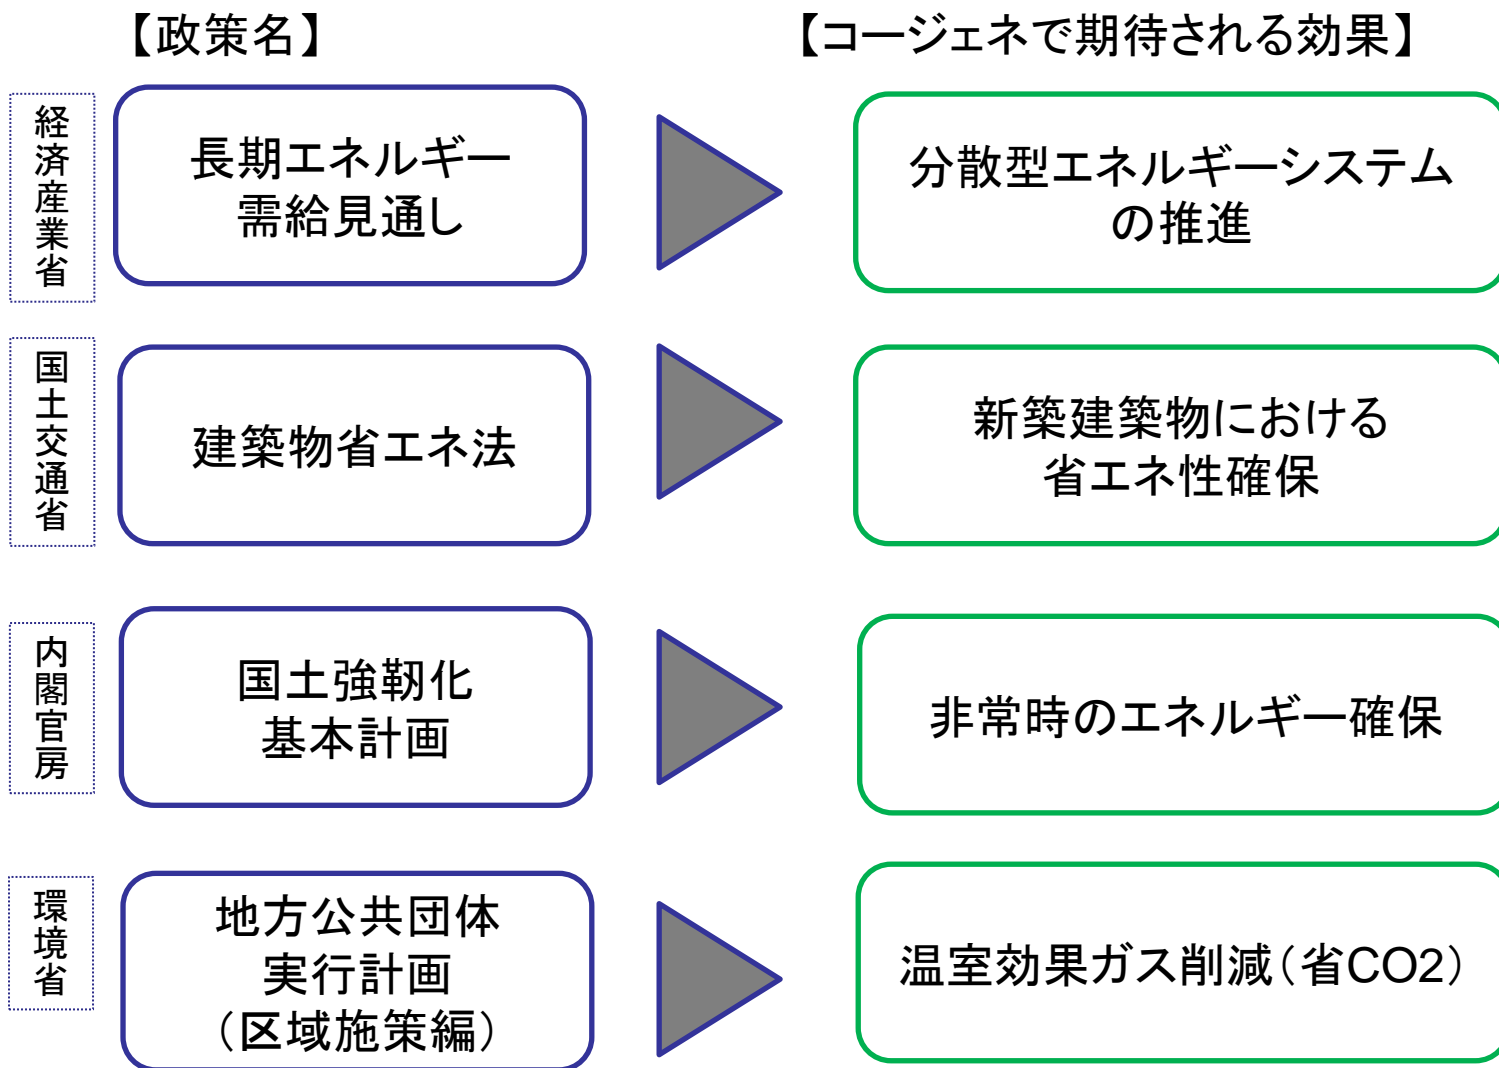 【政策名】
【コージェネで期待される効果】
経済産業省
長期エネルギー
需給見通し
分散型エネルギーシステム
の推進
国土交通省
建築物省エネ法
新築建築物における
省エネ性確保
内閣官房
国土強靭化
基本計画
非常時のエネルギー確保
環境省
地方公共団体
実行計画
（区域施策編）
温室効果ガス削減（省CO2）